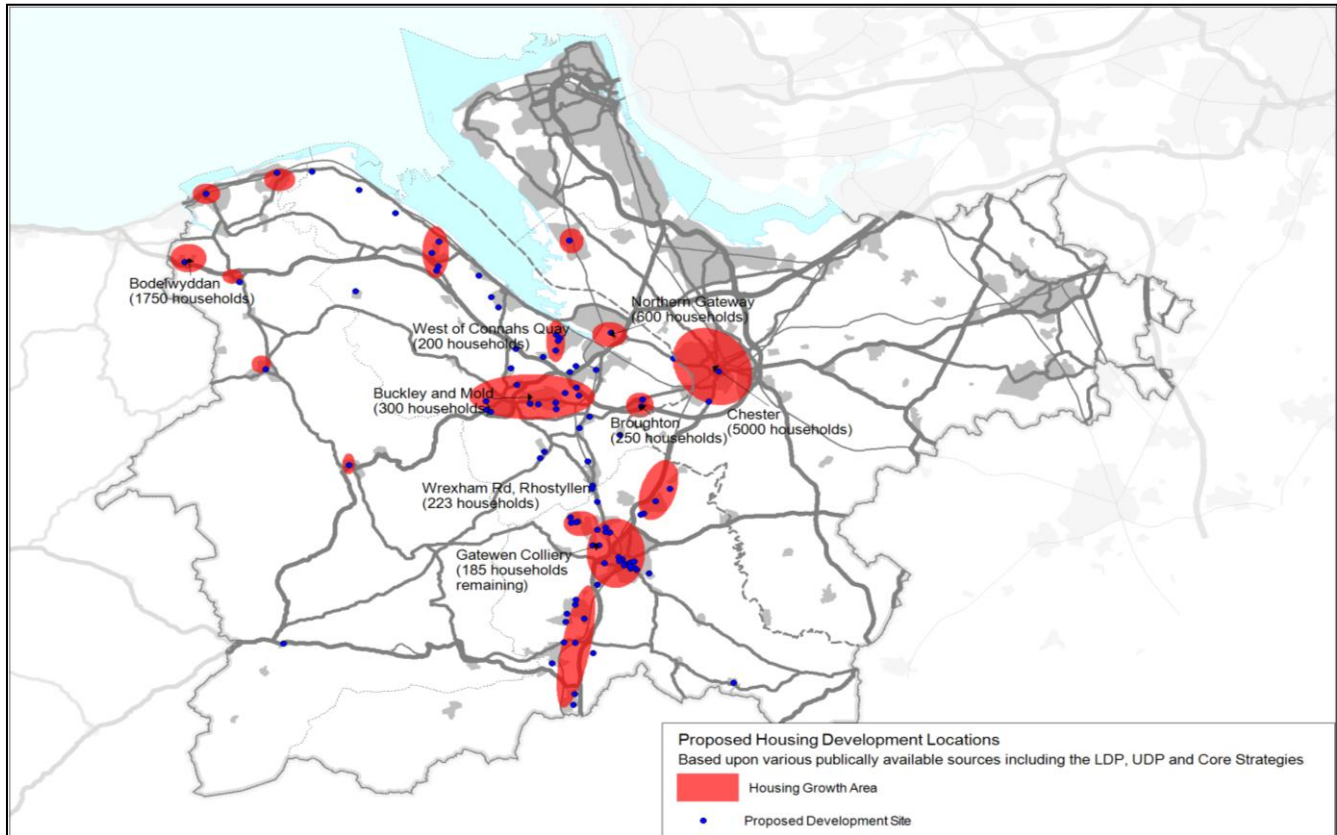 Bodelwyddan
(1750 households)
Northern Gateway
(600 households)
West of Connahs Quay
(200 households)
Buckley and Mold
(300 households)
Broughton
(250 households)
Chester
(5000 households)
Wrexham Rd, Rhostyllen
(223 households)
Gatewen Colliery
(185 households
remaining)
Proposed Housing Development Locations
Based upon various publically available sources including the LDP, UDP and Core Strategies
Housing Growth Area
Proposed Development Site